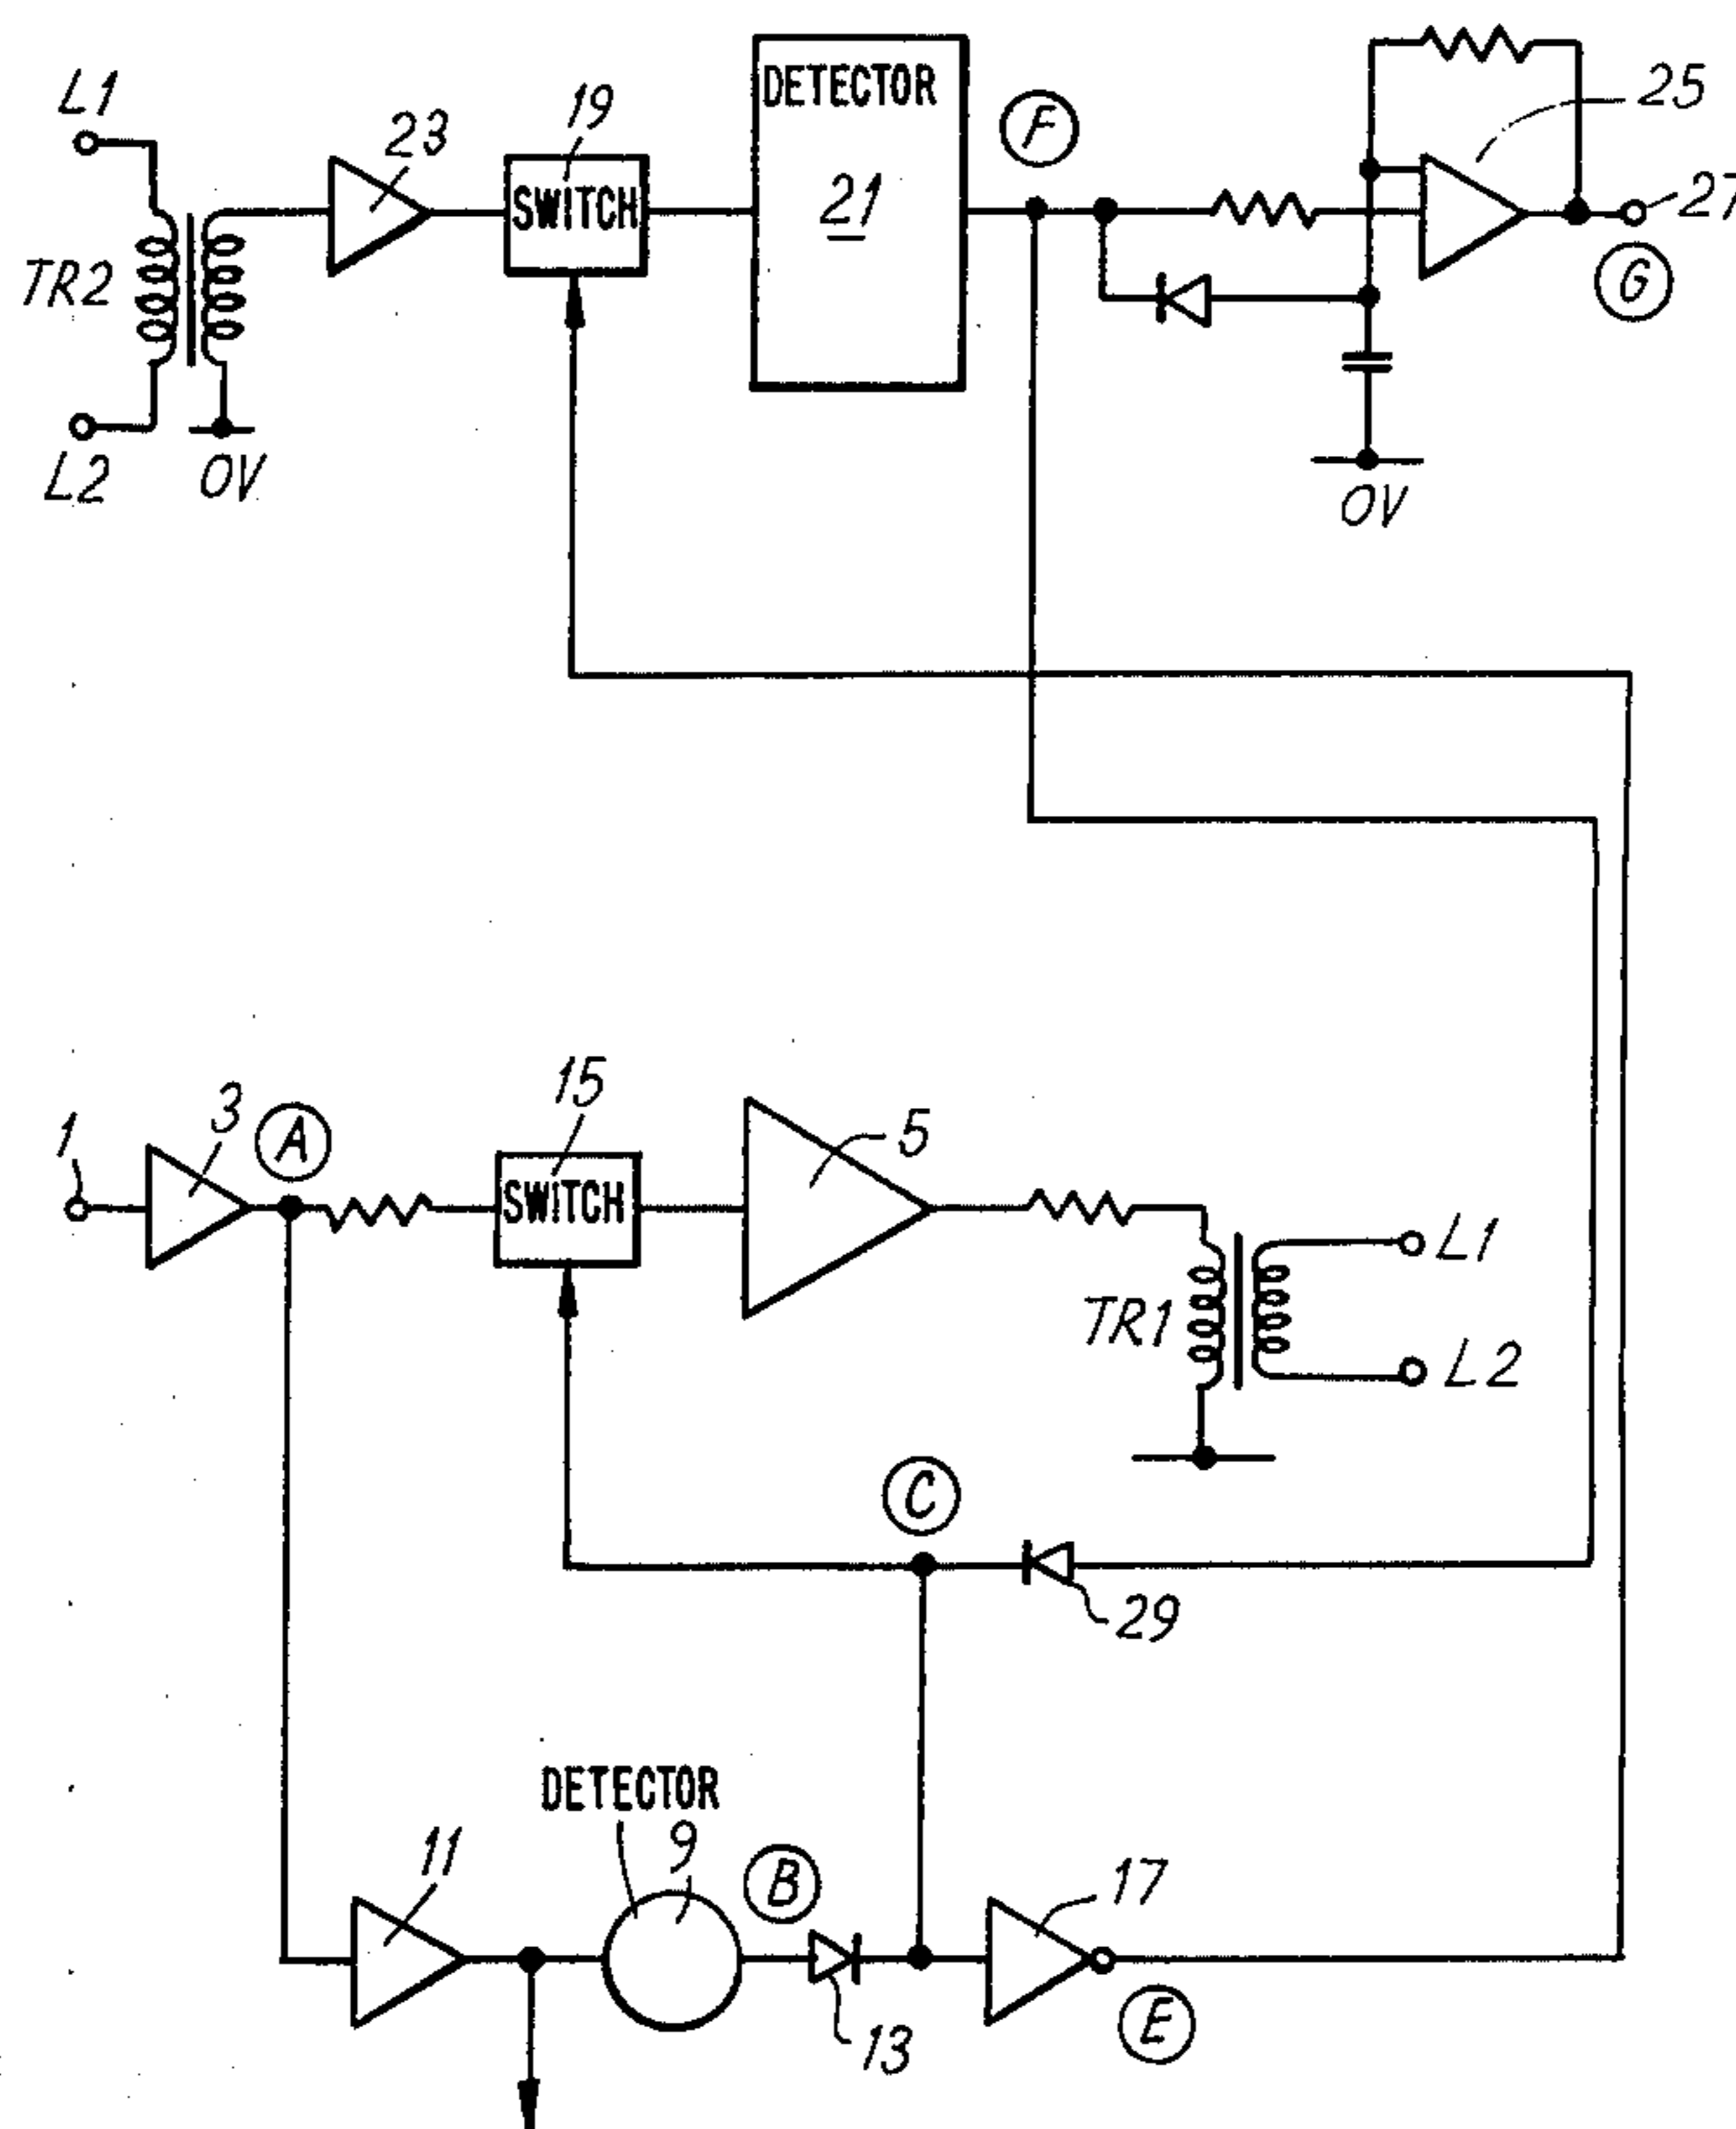 L1
23
19
SWITCH
DETECTOR
21
F
25
27
G
TR2
L2
0V
0V
1
3
A
15
SWITCH
5
L1
TR1
L2
C
29
DETECTOR
9
11
B
17
13
E